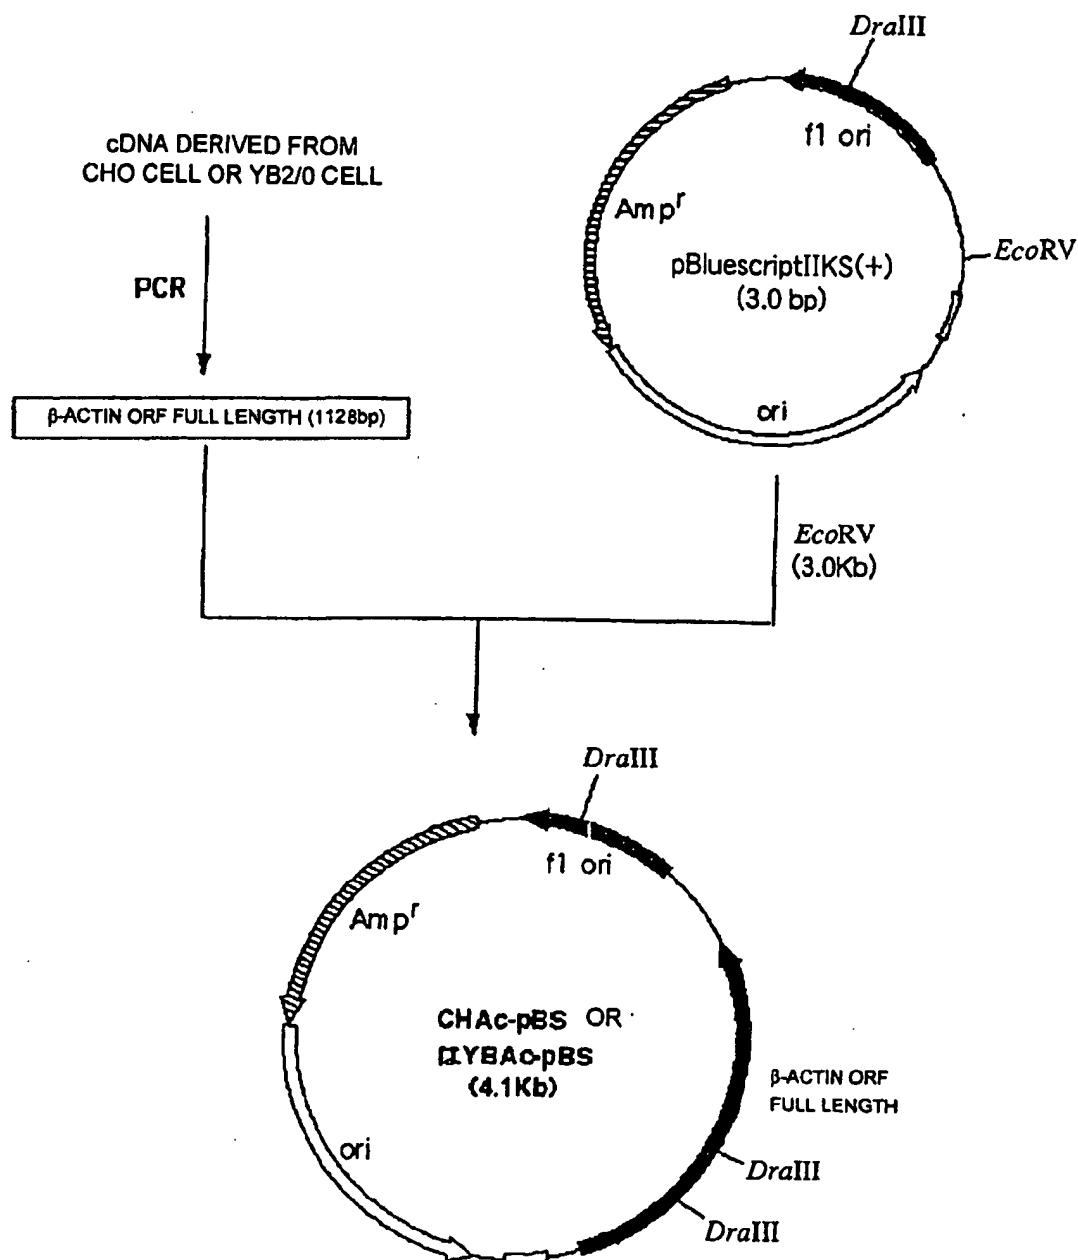 DraIII
f1 ori
cDNA DERIVED FROM
CHO CELL OR YB2/0 CELL
Ampʳ
EcoRV
pBluescriptIIKS(+)
(3.0 bp)
PCR
β-ACTIN ORF FULL LENGTH (1128bp)
ori
EcoRV
(3.0Kb)
DraIII
f1 ori
Ampʳ
CHAc-pBS OR
YBAc-pBS
(4.1Kb)
β-ACTIN ORF
FULL LENGTH
ori
DraIII
DraIII